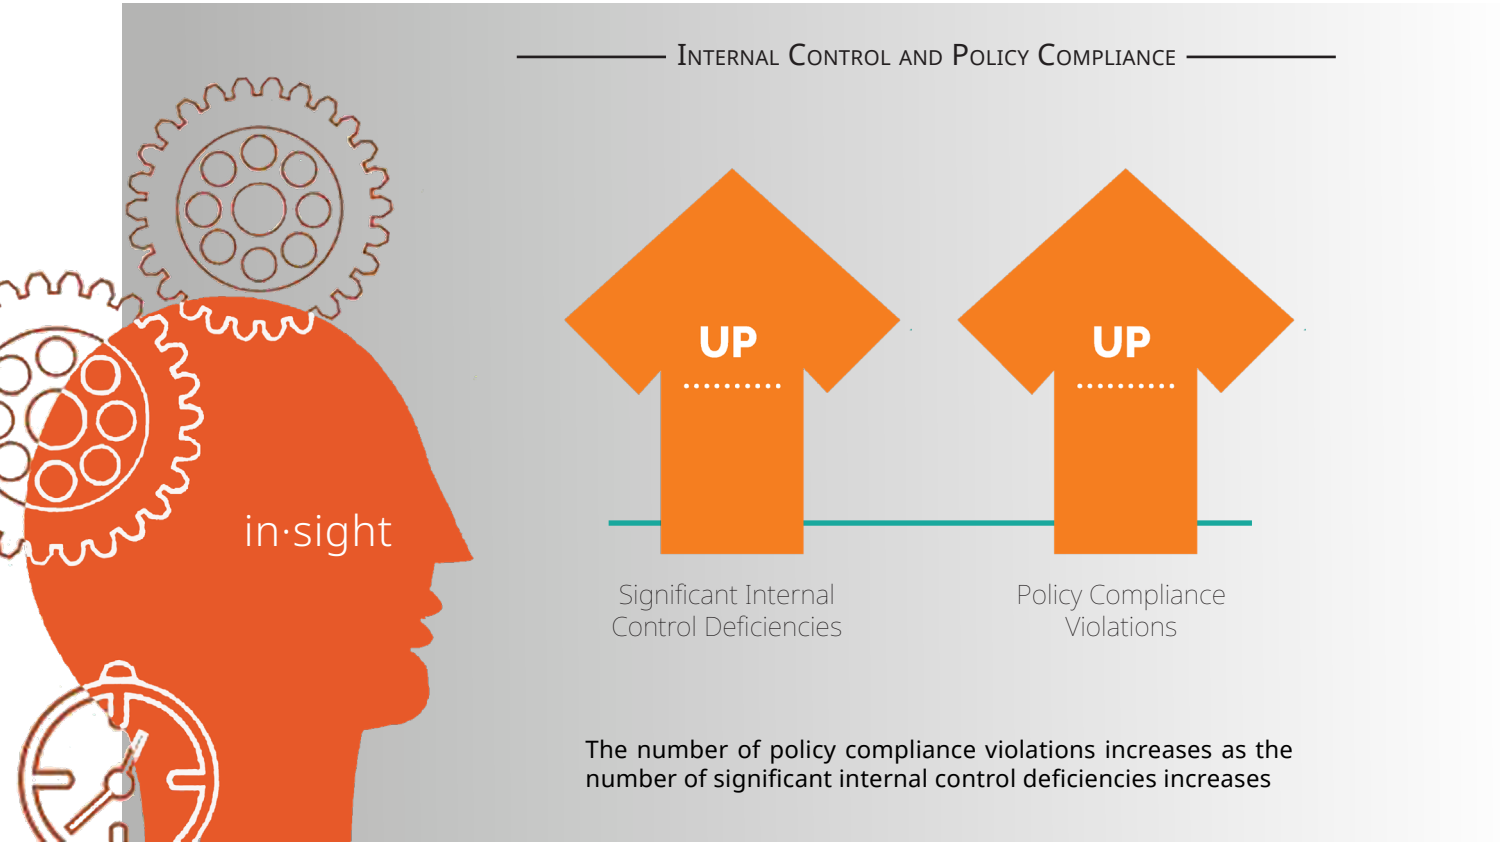 Internal Control and Policy Compliance
UP
UP
in·sight
Significant Internal
Control Deficiencies
Policy Compliance
Violations
The number of policy compliance violations increases as the
number of significant internal control deficiencies increases